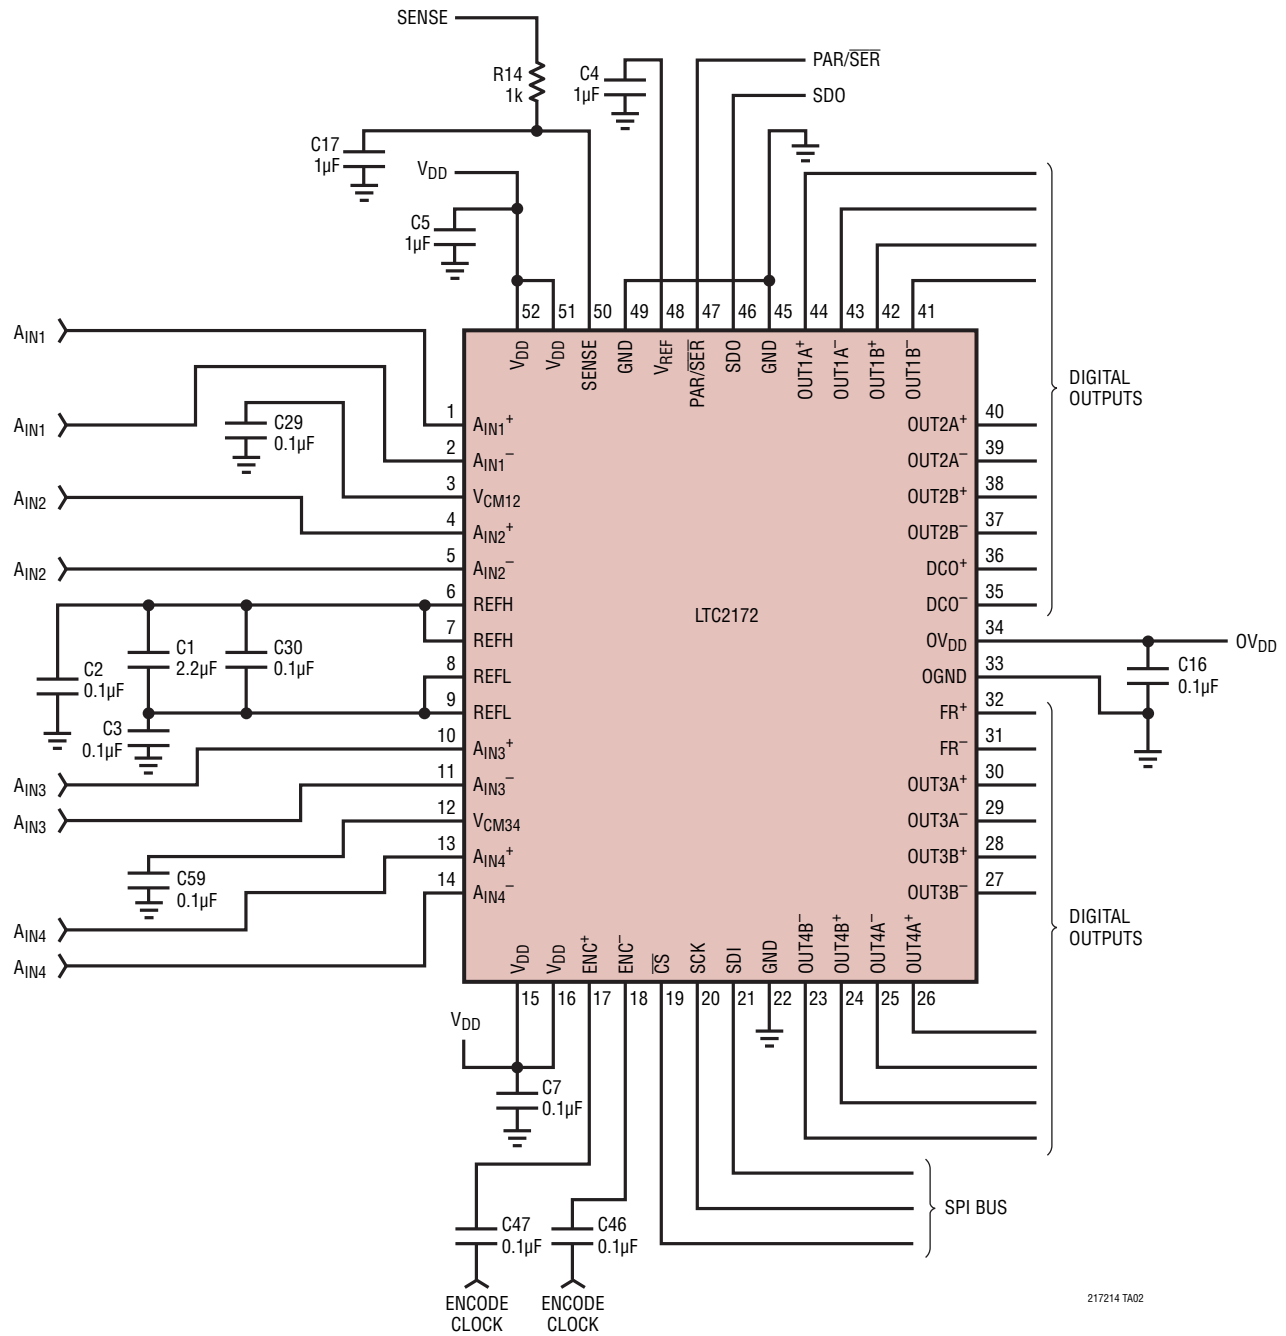 SENSE
R14
1k
C4
1µF
PAR/SER
SDO
C17
1µF
VDD
C5
1µF
52
51
50
49
48
47
46
45
44
43
42
41
VDD
VDD
SENSE
GND
VREF
PAR/SER
SDO
GND
OUT1A+
OUT1A–
OUT1B+
OUT1B–
DIGITAL
OUTPUTS
AIN1
AIN1
C29
0.1µF
AIN2
AIN2
1
AIN1+
2
AIN1–
3
VCM12
4
AIN2+
5
AIN2–
6
REFH
7
REFH
8
REFL
9
REFL
10
AIN3+
11
AIN3–
12
VCM34
13
AIN4+
14
AIN4–
C2
0.1µF
C1
2.2µF
C30
0.1µF
C3
0.1µF
AIN3
AIN3
C59
0.1µF
AIN4
AIN4
LTC2172
OUT2A+
40
OUT2A–
39
OUT2B+
38
OUT2B–
37
DCO+
36
DCO–
35
OVDD
34
OGND
33
FR+
32
FR–
31
OUT3A+
30
OUT3A–
29
OUT3B+
28
OUT3B–
27
OVDD
C16
0.1µF
DIGITAL
OUTPUTS
VDD
VDD
ENC+
ENC–
CS
SCK
SDI
GND
OUT4B–
OUT4B+
OUT4A–
OUT4A+
15
16
17
18
19
20
21
22
23
24
25
26
VDD
C7
0.1µF
C47
0.1µF
C46
0.1µF
ENCODE
CLOCK
ENCODE
CLOCK
SPI BUS
217214 TA02